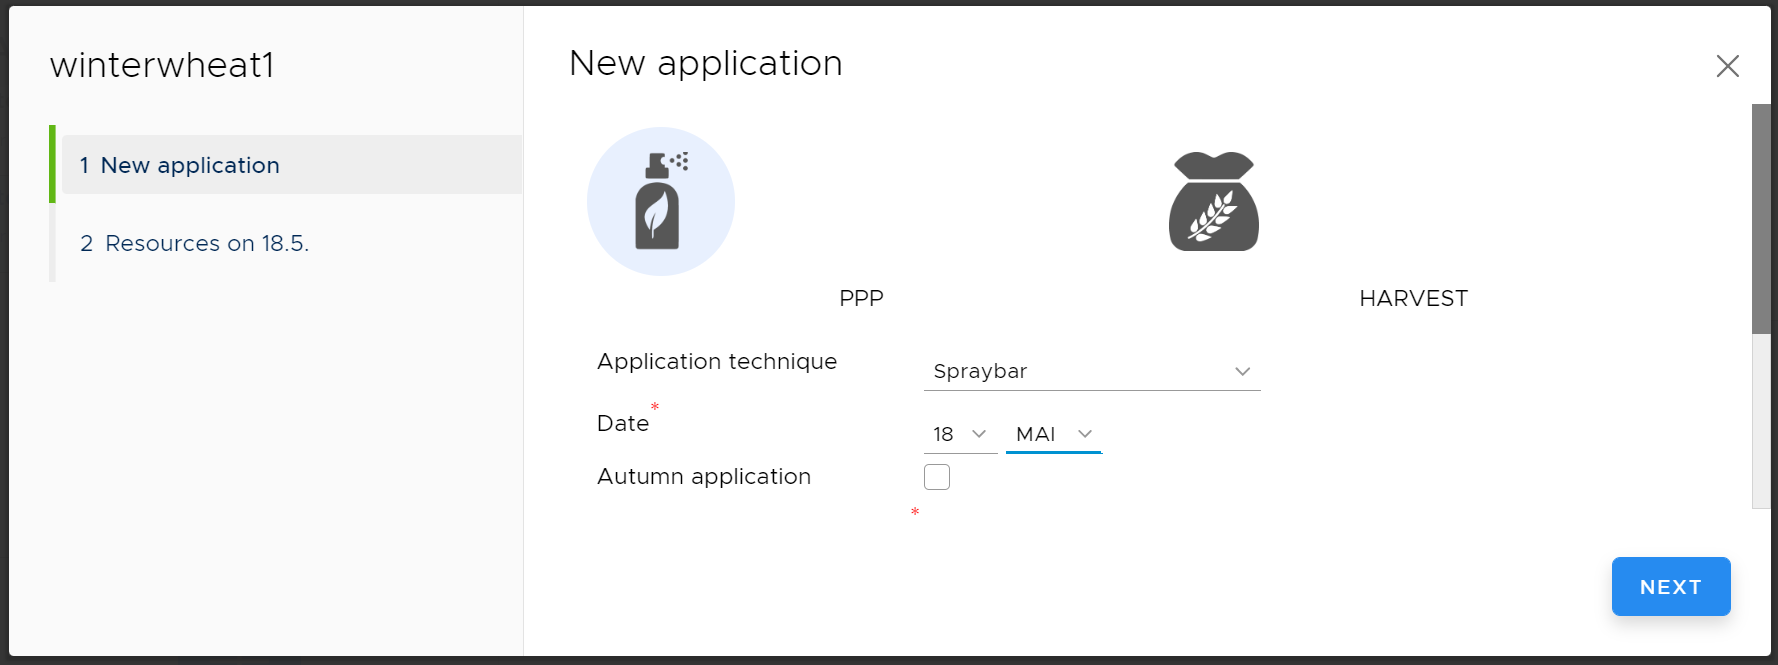 winterwheat1
1 New application
2 Resources on 18.5.
New application
PPP
HARVEST
Application technique
Spraybar
Date *
18 MAI
Autumn application
*
NEXT